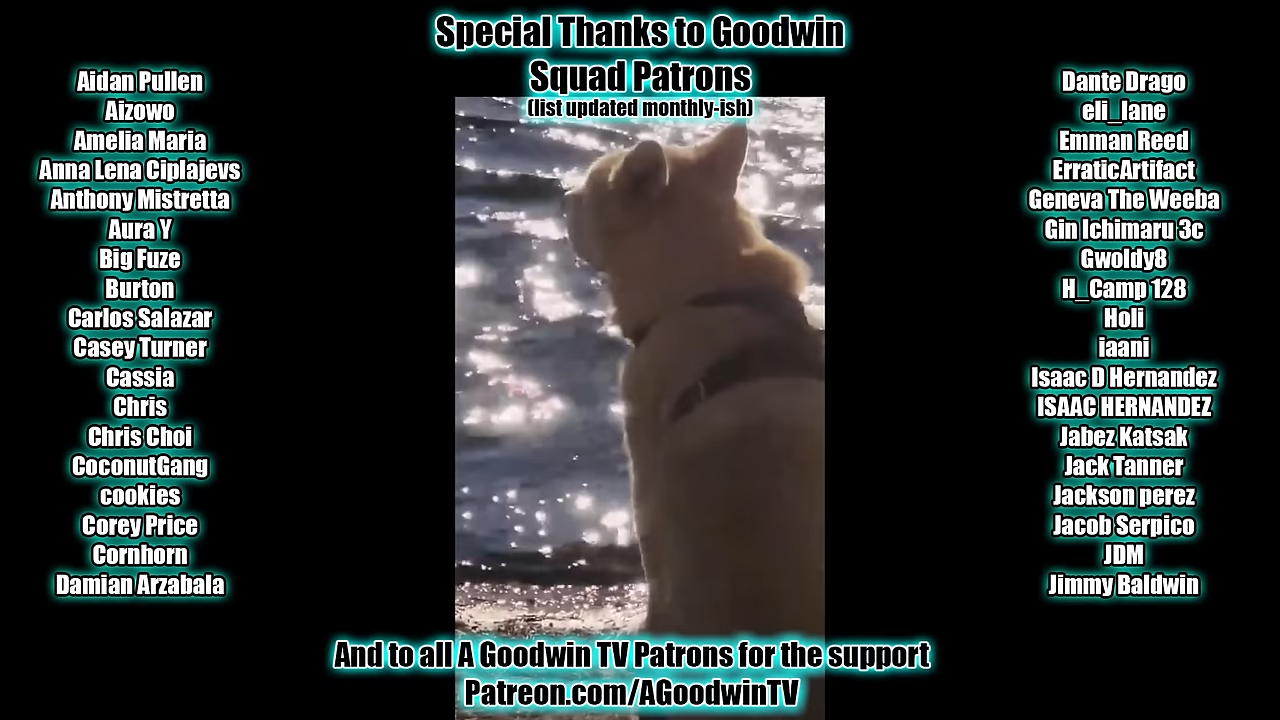 Special Thanks to Goodwin
Squad Patrons
(list updated monthly-ish)
Aidan Pullen
Aizowo
Amelia Maria
Anna Lena Ciplajevs
Anthony Mistretta
Aura Y
Big Fuze
Burton
Carlos Salazar
Casey Turner
Cassia
Chris
Chris Choi
CoconutGang
cookies
Corey Price
Cornhorn
Damian Arzabala
Dante Drago
eli_lane
Emman Reed
ErraticArtifact
Geneva The Weeba
Gin Ichimaru 3c
Gwoldy8
H_Camp 128
Holi
iaani
Isaac D Hernandez
ISAAC HERNANDEZ
Jabez Katsak
Jack Tanner
Jackson perez
Jacob Serpico
JDM
Jimmy Baldwin
And to all A Goodwin TV Patrons for the support
Patreon.com/AGoodwinTV